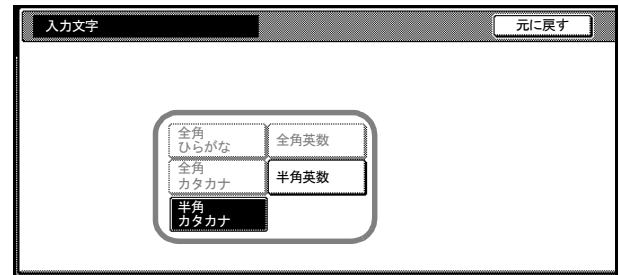 入力文字
元に戻す
全角
ひらがな
全角英数
全角
カタカナ
半角英数
半角
カタカナ